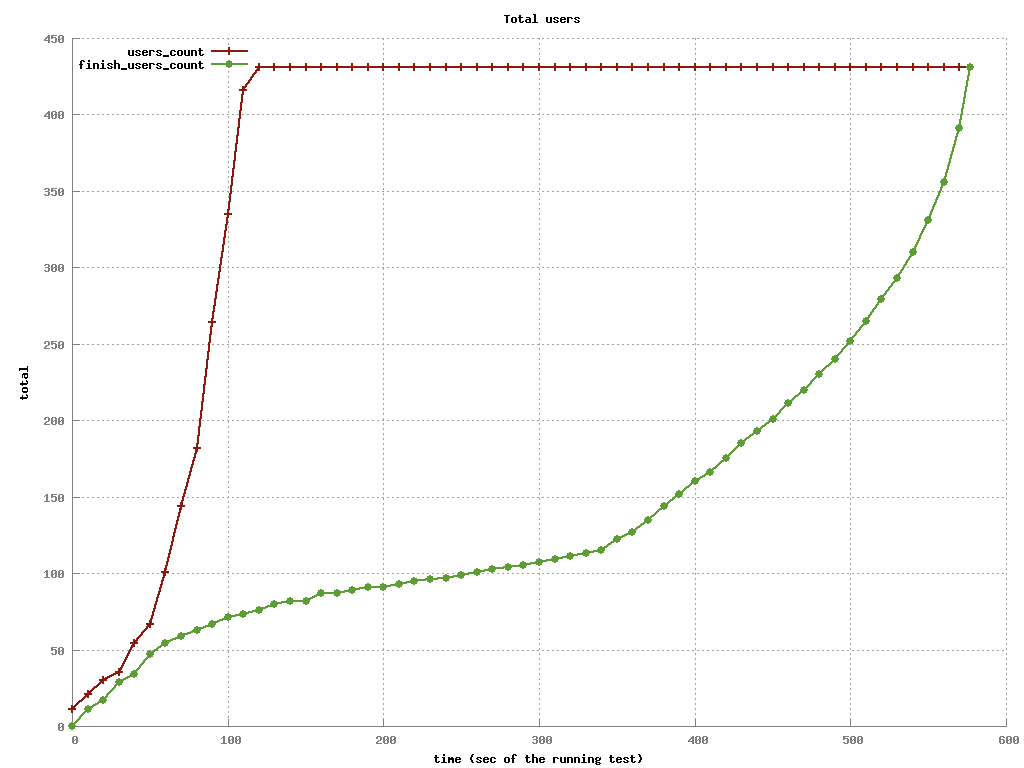 Total users
users_count
finish_users_count
450
400
350
300
250
200
150
100
50
0
total
0 100 200 300 400 500 600
time (sec of the running test)